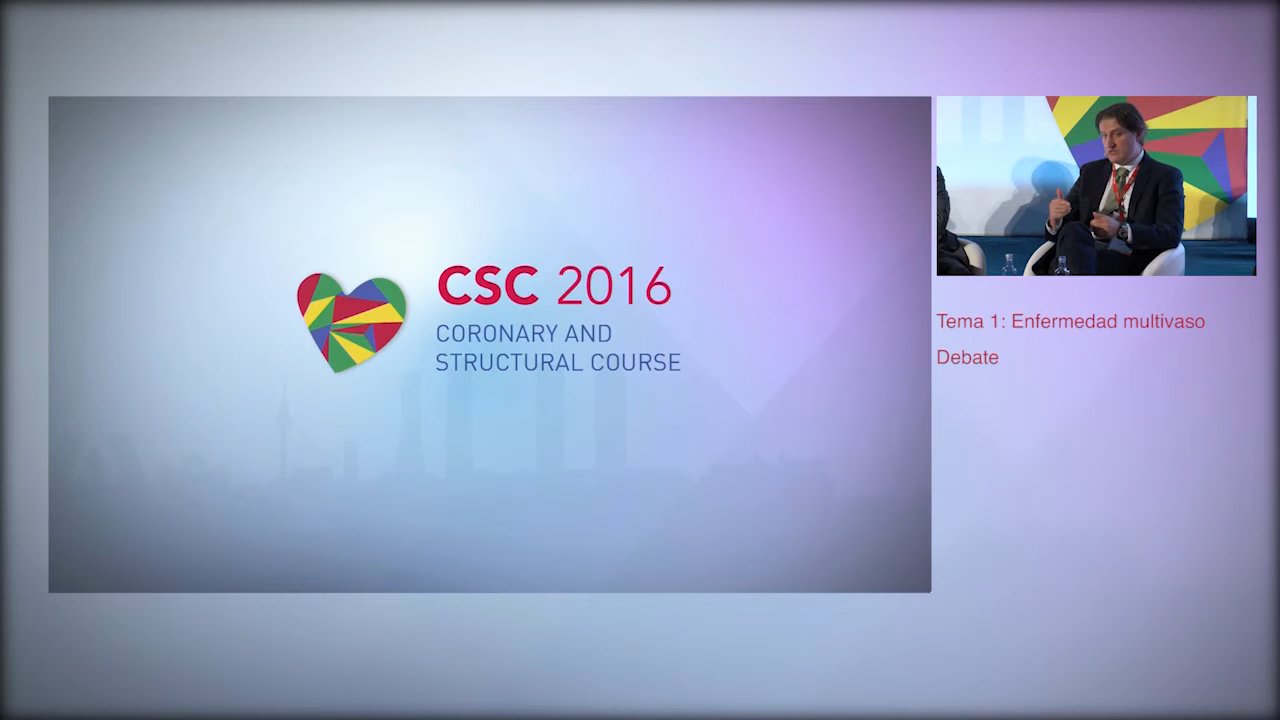 CSC 2016
CORONARY AND
STRUCTURAL COURSE
Tema 1: Enfermedad multivaso
Debate